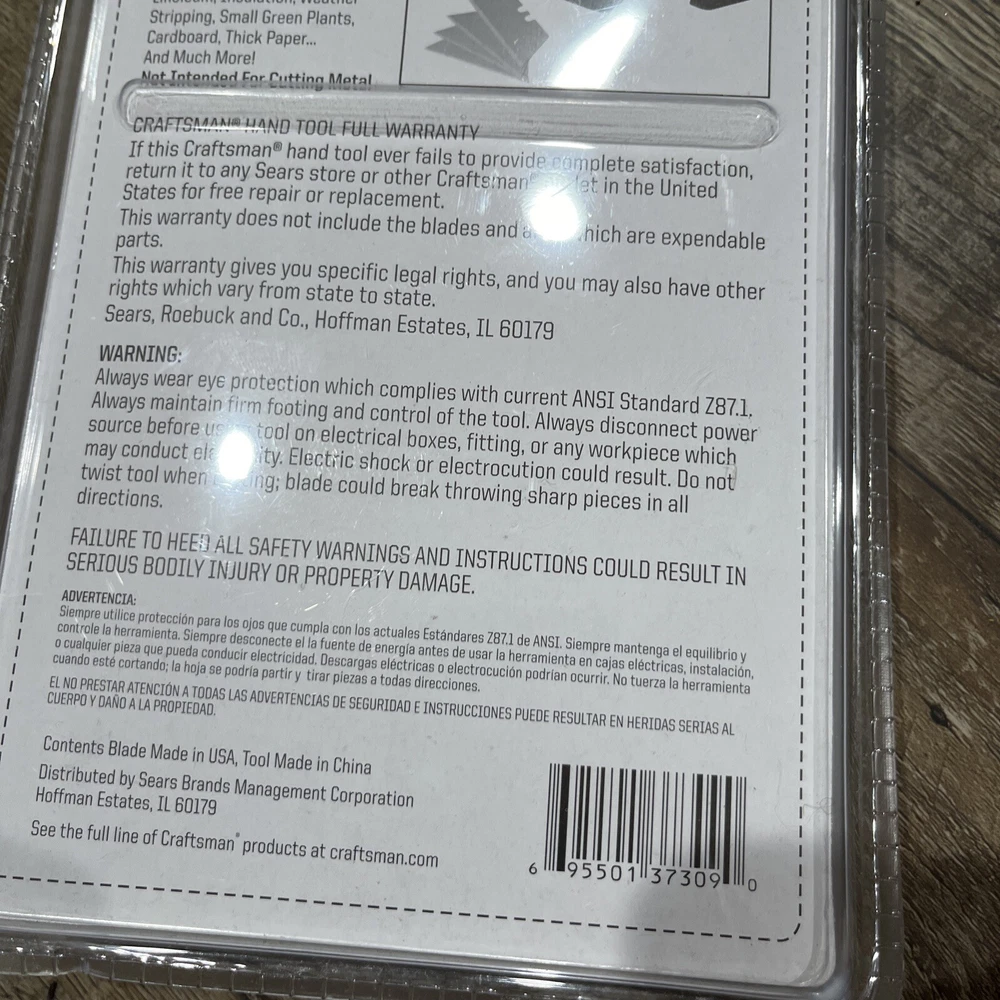 Linoleum, Insulation, Weather
Stripping, Small Green Plants,
Cardboard, Thick Paper...
And Much More!
Not Intended For Cutting Metal
CRAFTSMAN® HAND TOOL FULL WARRANTY
If this Craftsman® hand tool ever fails to provide complete satisfaction,
return it to any Sears store or other Craftsman® in the United
States for free repair or replacement.
This warranty does not include the blades and which are expendable
parts.
This warranty gives you specific legal rights, and you may also have other
rights which vary from state to state.
Sears, Roebuck and Co., Hoffman Estates, IL 60179
WARNING:
Always wear eye protection which complies with current ANSI Standard Z87.1.
Always maintain firm footing and control of the tool. Always disconnect power
source before tool on electrical boxes, fitting, or any workpiece which
may conduct electricity. Electric shock or electrocution could result. Do not
twist tool when blade could break throwing sharp pieces in all
directions.
FAILURE TO HEED ALL SAFETY WARNINGS AND INSTRUCTIONS COULD RESULT IN
SERIOUS BODILY INJURY OR PROPERTY DAMAGE.
ADVERTENCIA:
Siempre utilice protección para los ojos que cumpla con los actuales Estándares Z87.1 de ANSI. Siempre mantenga el equilibrio y
controle la herramienta. Siempre desconecte el la fuente de energía antes de usar la herramienta en cajas eléctricas, instalación,
o cualquier pieza que pueda conducir electricidad. Descargas eléctricas o electrocución podrían ocurrir. No tuerza la herramienta
cuando esté cortando; la hoja se podría partir y tirar piezas a todas direcciones.
EL NO PRESTAR ATENCIÓN A TODAS LAS ADVERTENCIAS DE SEGURIDAD E INSTRUCCIONES PUEDE RESULTAR EN HERIDAS SERIAS AL
CUERPO Y DAÑO A LA PROPIEDAD.
Contents Blade Made in USA, Tool Made in China
Distributed by Sears Brands Management Corporation
Hoffman Estates, IL 60179
See the full line of Craftsman® products at craftsman.com
6 95501 37309 0